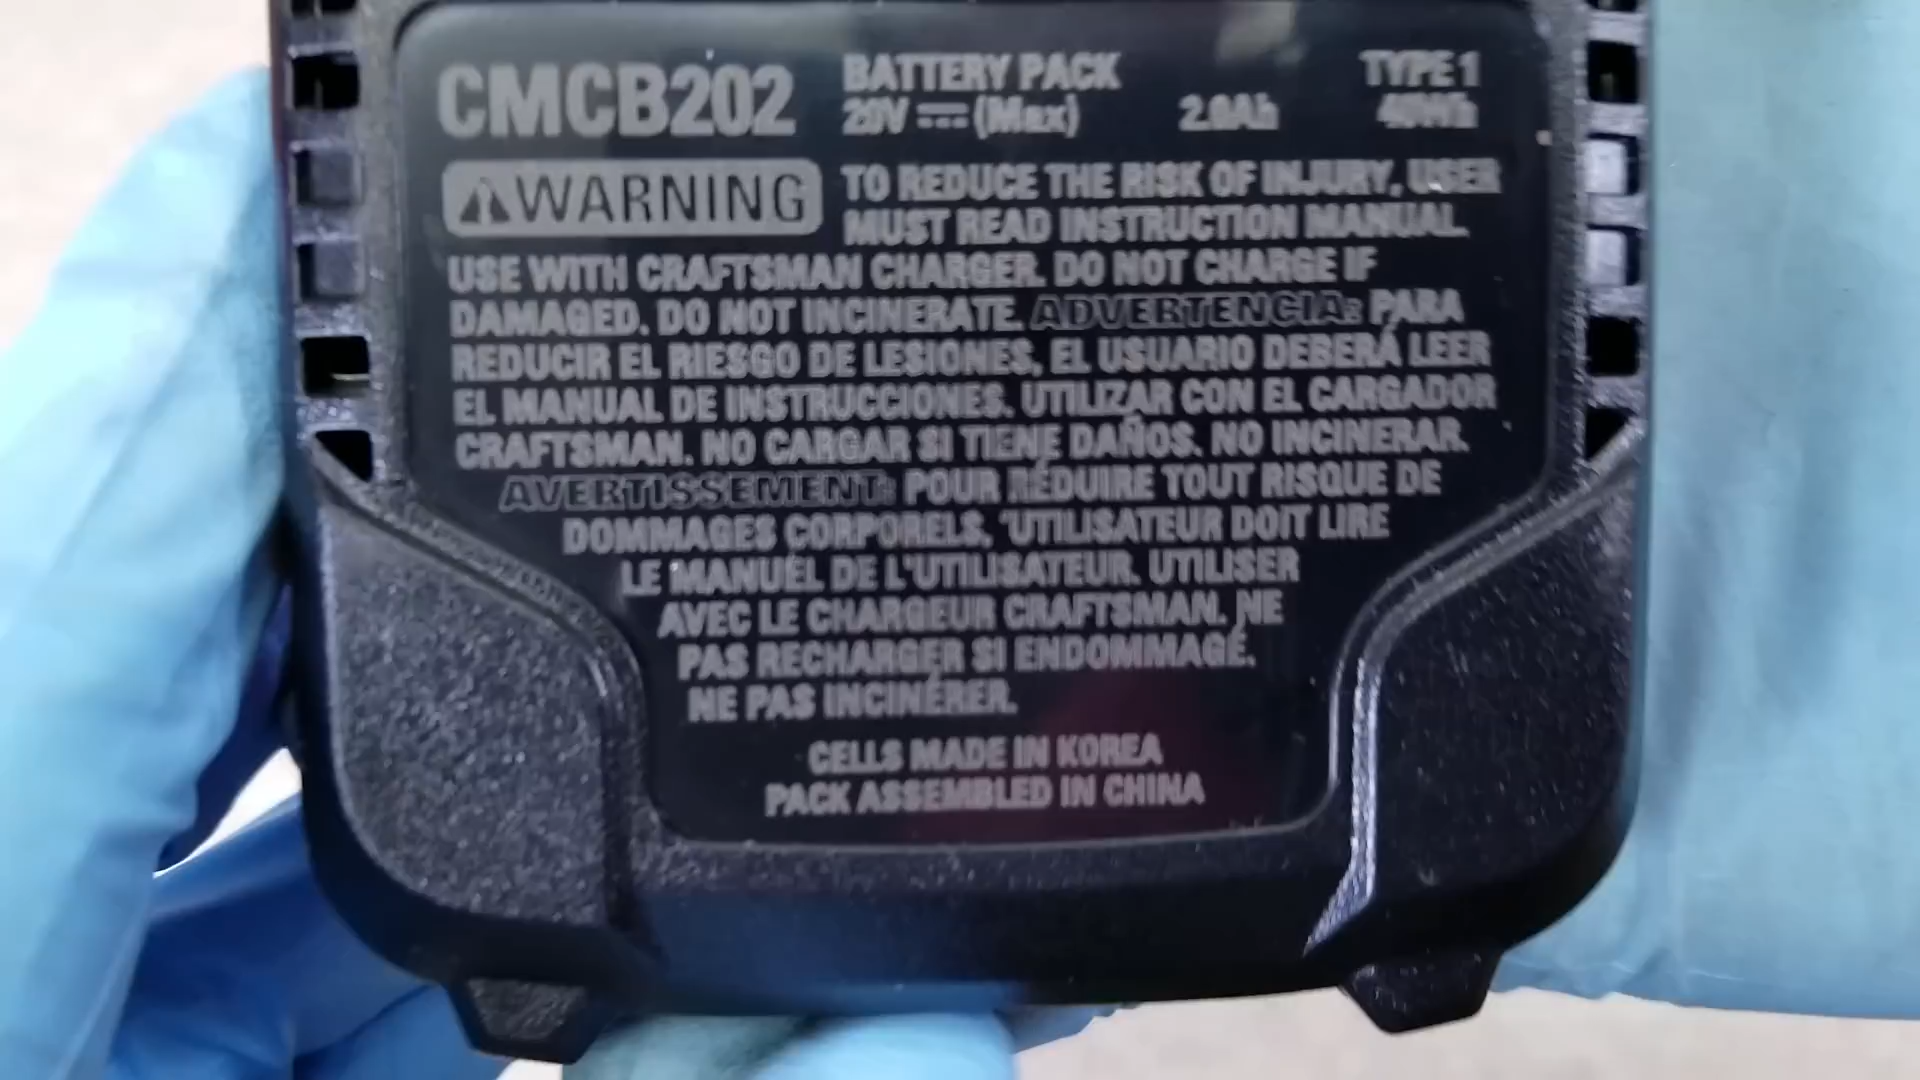 CMCB202 BATTERY PACK TYPE 1
20V ⎓ (Max) 2.0Ah 40Wh
WARNING TO REDUCE THE RISK OF INJURY, USER
MUST READ INSTRUCTION MANUAL.
USE WITH CRAFTSMAN CHARGER. DO NOT CHARGE IF
DAMAGED. DO NOT INCINERATE. ADVERTENCIA: PARA
REDUCIR EL RIESGO DE LESIONES, EL USUARIO DEBERÁ LEER
EL MANUAL DE INSTRUCCIONES. UTILIZAR CON EL CARGADOR
CRAFTSMAN. NO CARGAR SI TIENE DAÑOS. NO INCINERAR.
AVERTISSEMENT: POUR RÉDUIRE TOUT RISQUE DE
DOMMAGES CORPORELS, 'UTILISATEUR DOIT LIRE
LE MANUEL DE L'UTILISATEUR. UTILISER
AVEC LE CHARGEUR CRAFTSMAN. NE
PAS RECHARGER SI ENDOMMAGÉ.
NE PAS INCINÉRER.
CELLS MADE IN KOREA
PACK ASSEMBLED IN CHINA